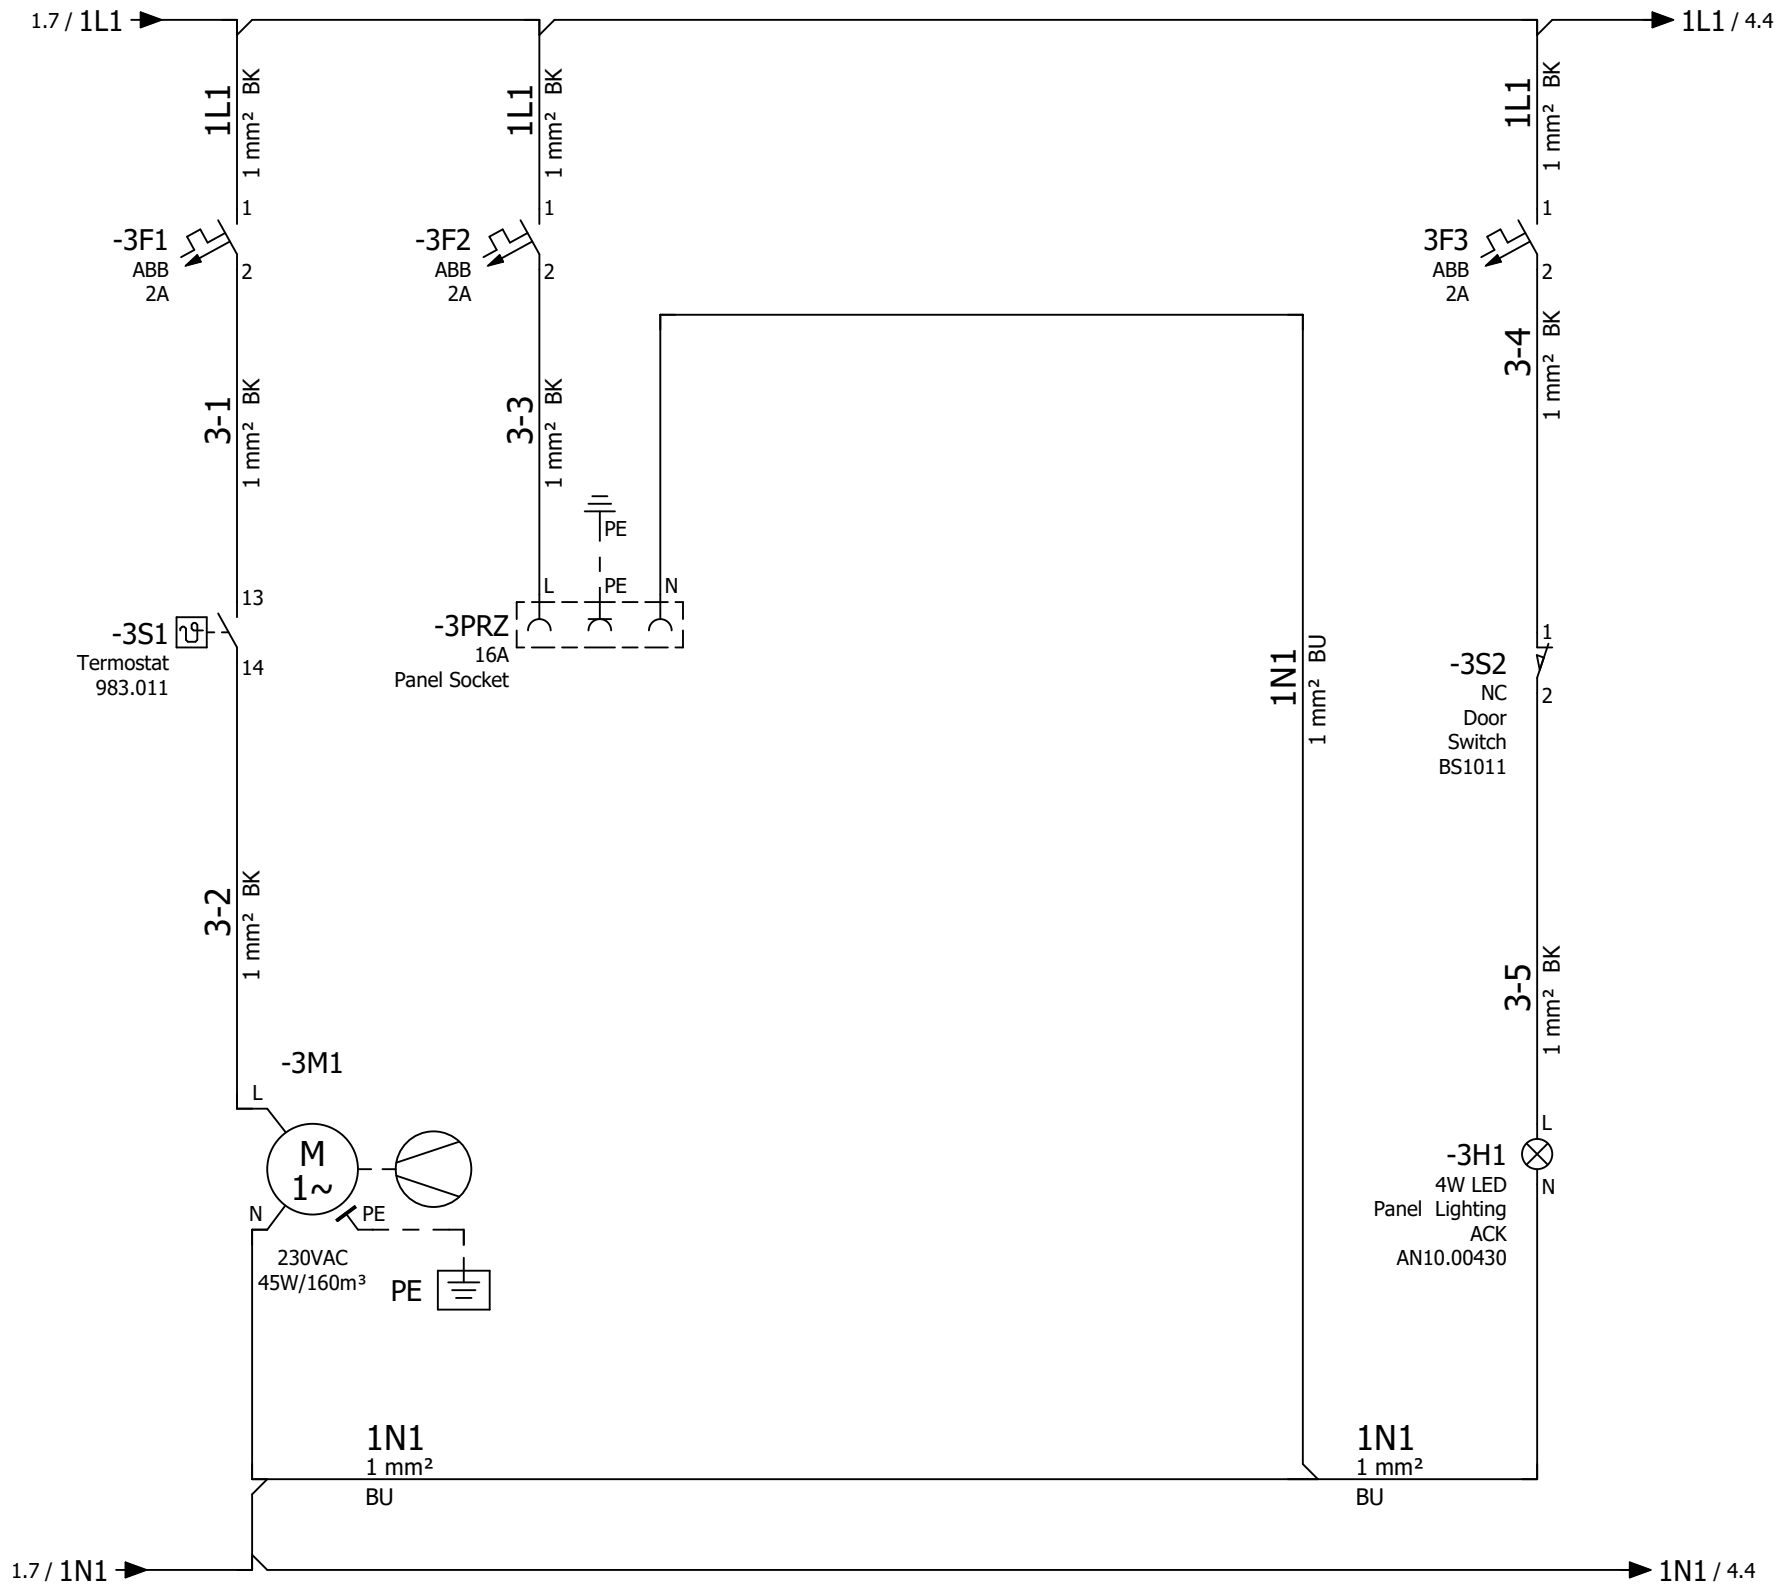 1.7 / 1L1
1L1 / 4.4
1L1
1 mm² BK
1L1
1 mm² BK
1L1
1 mm² BK
1
-3F1
ABB
2A
2
1
-3F2
ABB
2A
2
1
3F3
ABB
2A
2
3-1
1 mm² BK
3-3
1 mm² BK
3-4
1 mm² BK
PE
L
PE
N
-3PRZ
16A
Panel Socket
13
-3S1
Termostat
983.011
14
1N1
1 mm² BU
1
-3S2
NC
Door
Switch
BS1011
2
3-2
1 mm² BK
3-5
1 mm² BK
-3M1
L
M
1~
N
PE
230VAC
45W/160m³
PE
L
-3H1
4W LED
Panel Lighting
ACK
AN10.00430
N
1N1
1 mm²
BU
1N1
1 mm²
BU
1.7 / 1N1
1N1 / 4.4